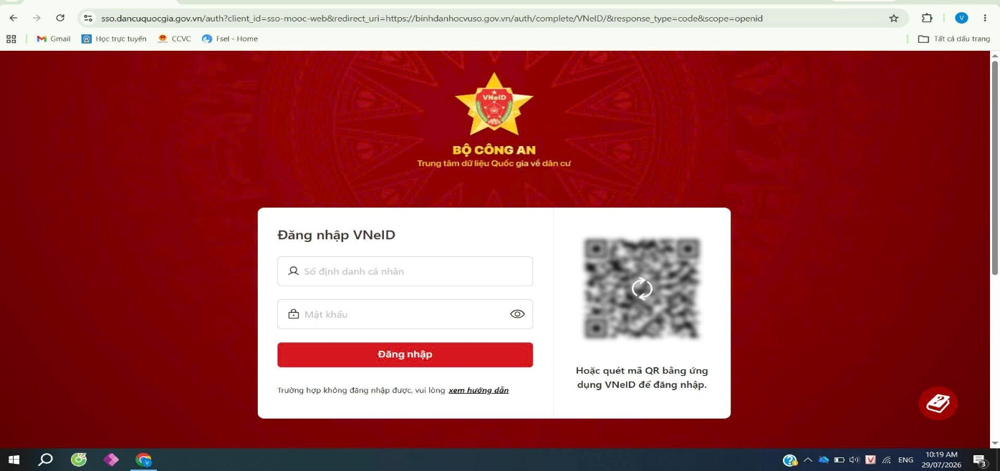 sso.dancuquocgia.gov.vn/auth?client_id=sso-mooc-web&redirect_uri=https://binhdanhocvuso.gov.vn/auth/complete/VNeID/&response_type=code&scope=openid
V
Gmail
Học trực tuyến
CCVC
Fsel - Home
Tất cả dấu trang
VNeID
BỘ CÔNG AN
Trung tâm dữ liệu Quốc gia về dân cư
Đăng nhập VNeID
Số định danh cá nhân
Mật khẩu
Đăng nhập
Trường hợp không đăng nhập được, vui lòng xem hướng dẫn
Hoặc quét mã QR bằng ứng
dụng VNeID để đăng nhập.
V
ENG
10:19 AM
29/07/2026
3